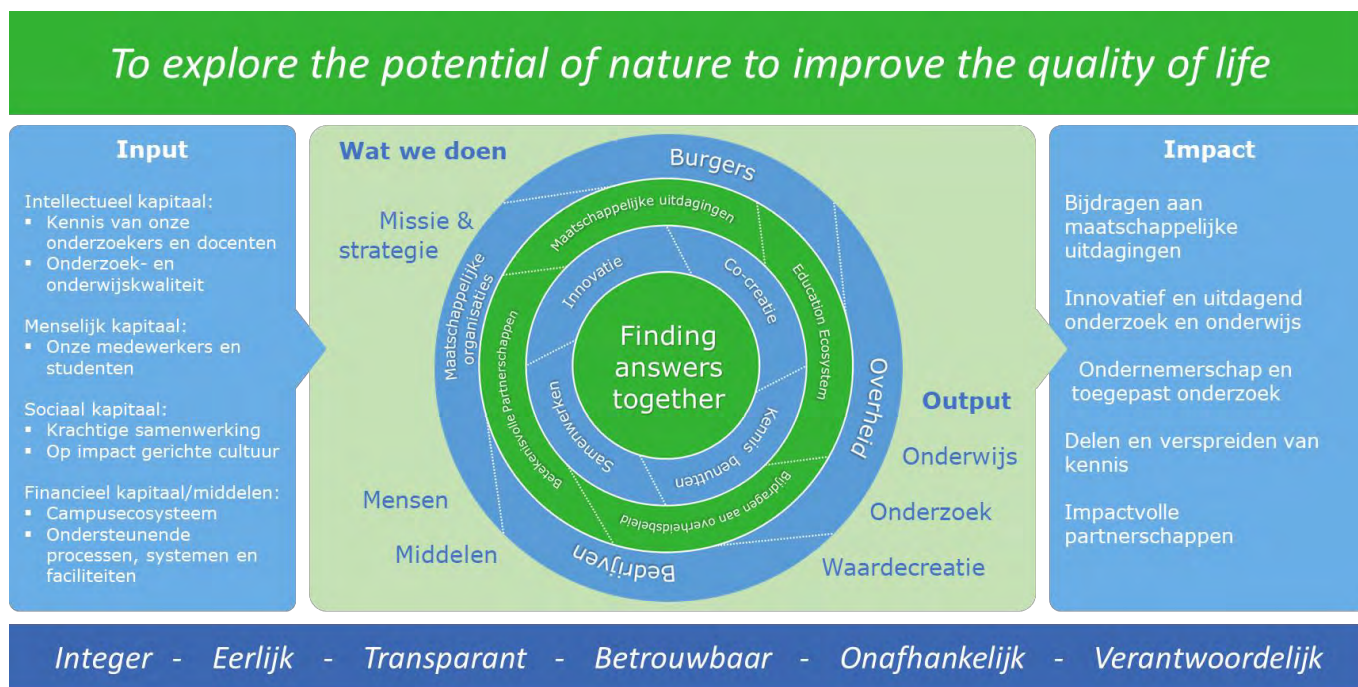 To explore the potential of nature to improve the quality of life
Input
Intellectueel kapitaal:
▪ Kennis van onze
onderzoekers en docenten
▪ Onderzoek- en
onderwijskwaliteit
Menselijk kapitaal:
▪ Onze medewerkers en
studenten
Sociaal kapitaal:
▪ Krachtige samenwerking
▪ Op impact gerichte cultuur
Financieel kapitaal/middelen:
▪ Campusecosysteem
▪ Ondersteunende
processen, systemen en
faciliteiten
Wat we doen
Missie &
strategie
Mensen
Middelen
Burgers
Overheid
Bedrijven
Maatschappelijke
organisaties
Maatschappelijke uitdagingen
Education Ecosystem
Bijdragen aan overheidsbeleid
Betekenisvolle Partnerschappen
Innovatie
Co-creatie
Kennis benutten
Samenwerken
Finding
answers
together
Output
Onderwijs
Onderzoek
Waardecreatie
Impact
Bijdragen aan
maatschappelijke
uitdagingen
Innovatief en uitdagend
onderzoek en onderwijs
Ondernemerschap en
toegepast onderzoek
Delen en verspreiden van
kennis
Impactvolle
partnerschappen
Integer - Eerlijk - Transparant - Betrouwbaar - Onafhankelijk - Verantwoordelijk